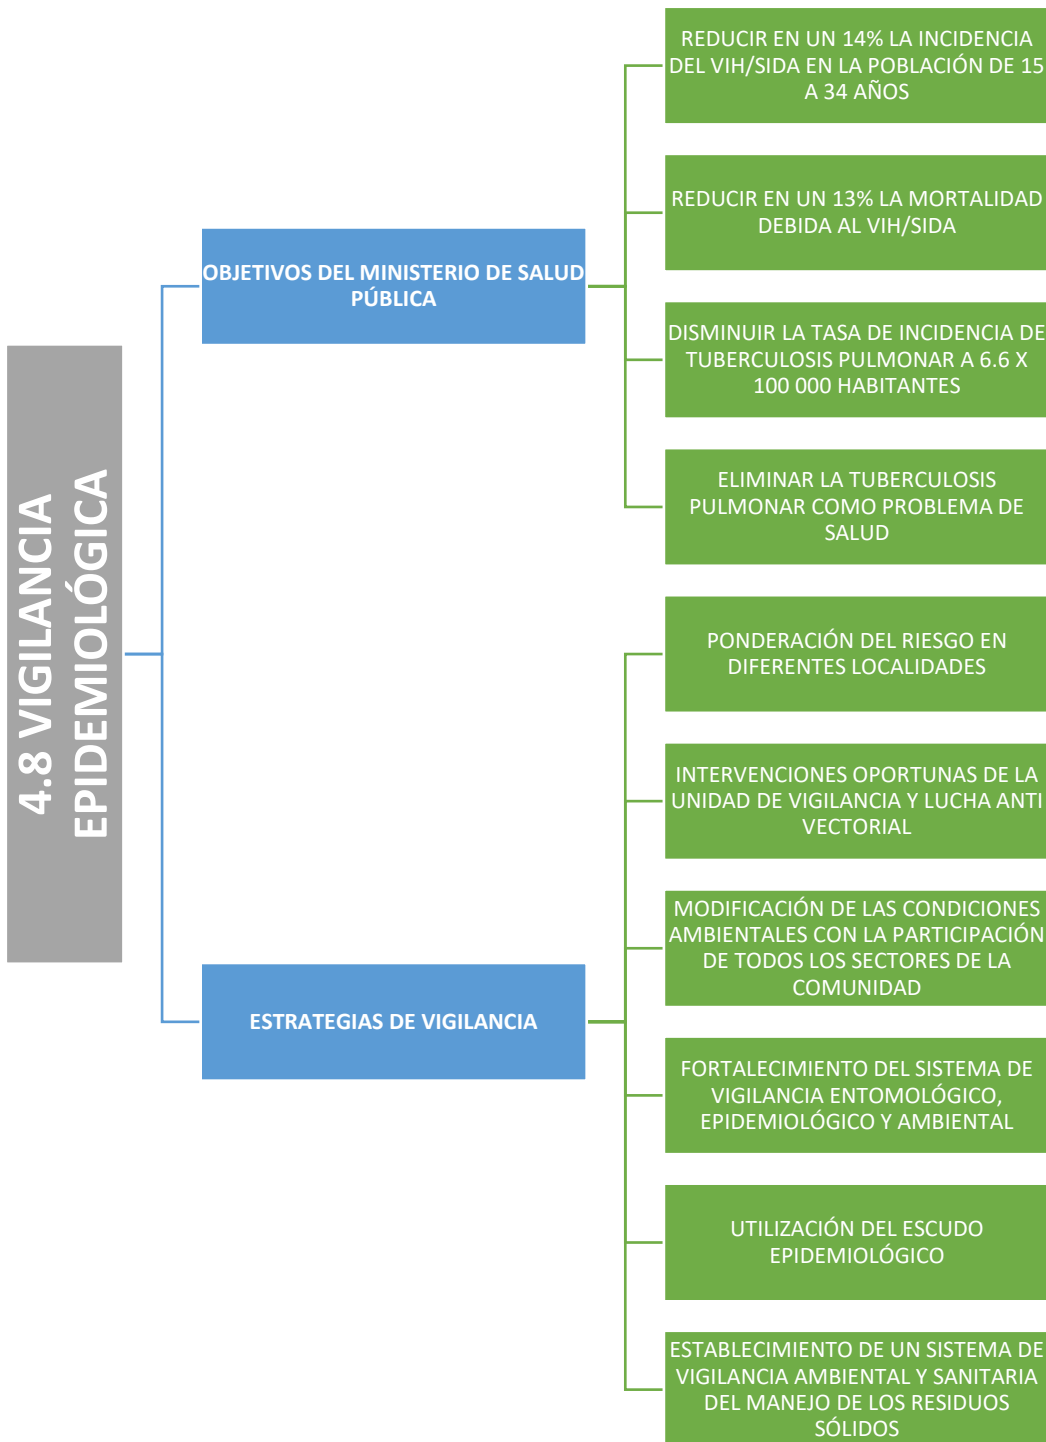 4.8 VIGILANCIA
EPIDEMIOLÓGICA
OBJETIVOS DEL MINISTERIO DE SALUD
PÚBLICA
REDUCIR EN UN 14% LA INCIDENCIA
DEL VIH/SIDA EN LA POBLACIÓN DE 15
A 34 AÑOS
REDUCIR EN UN 13% LA MORTALIDAD
DEBIDA AL VIH/SIDA
DISMINUIR LA TASA DE INCIDENCIA DE
TUBERCULOSIS PULMONAR A 6.6 X
100 000 HABITANTES
ELIMINAR LA TUBERCULOSIS
PULMONAR COMO PROBLEMA DE
SALUD
ESTRATEGIAS DE VIGILANCIA
PONDERACIÓN DEL RIESGO EN
DIFERENTES LOCALIDADES
INTERVENCIONES OPORTUNAS DE LA
UNIDAD DE VIGILANCIA Y LUCHA ANTI
VECTORIAL
MODIFICACIÓN DE LAS CONDICIONES
AMBIENTALES CON LA PARTICIPACIÓN
DE TODOS LOS SECTORES DE LA
COMUNIDAD
FORTALECIMIENTO DEL SISTEMA DE
VIGILANCIA ENTOMOLÓGICO,
EPIDEMIOLÓGICO Y AMBIENTAL
UTILIZACIÓN DEL ESCUDO
EPIDEMIOLÓGICO
ESTABLECIMIENTO DE UN SISTEMA DE
VIGILANCIA AMBIENTAL Y SANITARIA
DEL MANEJO DE LOS RESIDUOS
SÓLIDOS